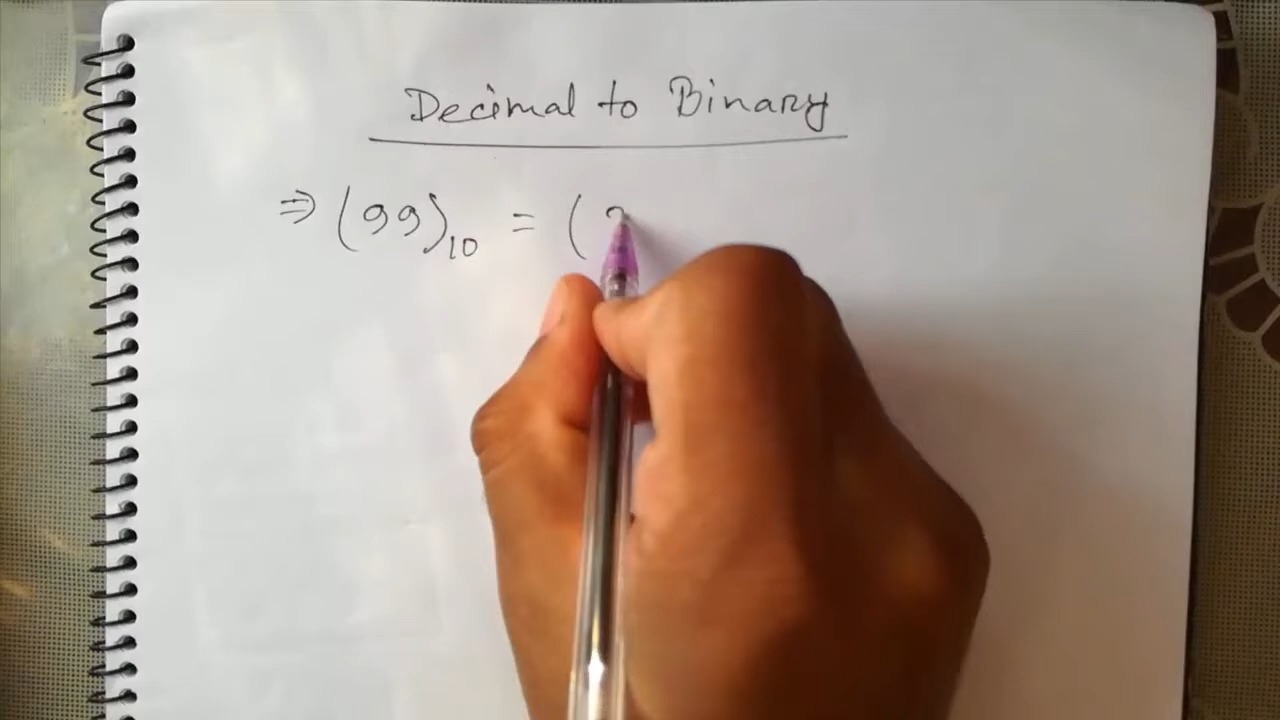 Decimal to Binary
⇒ (99)10 = ( ?